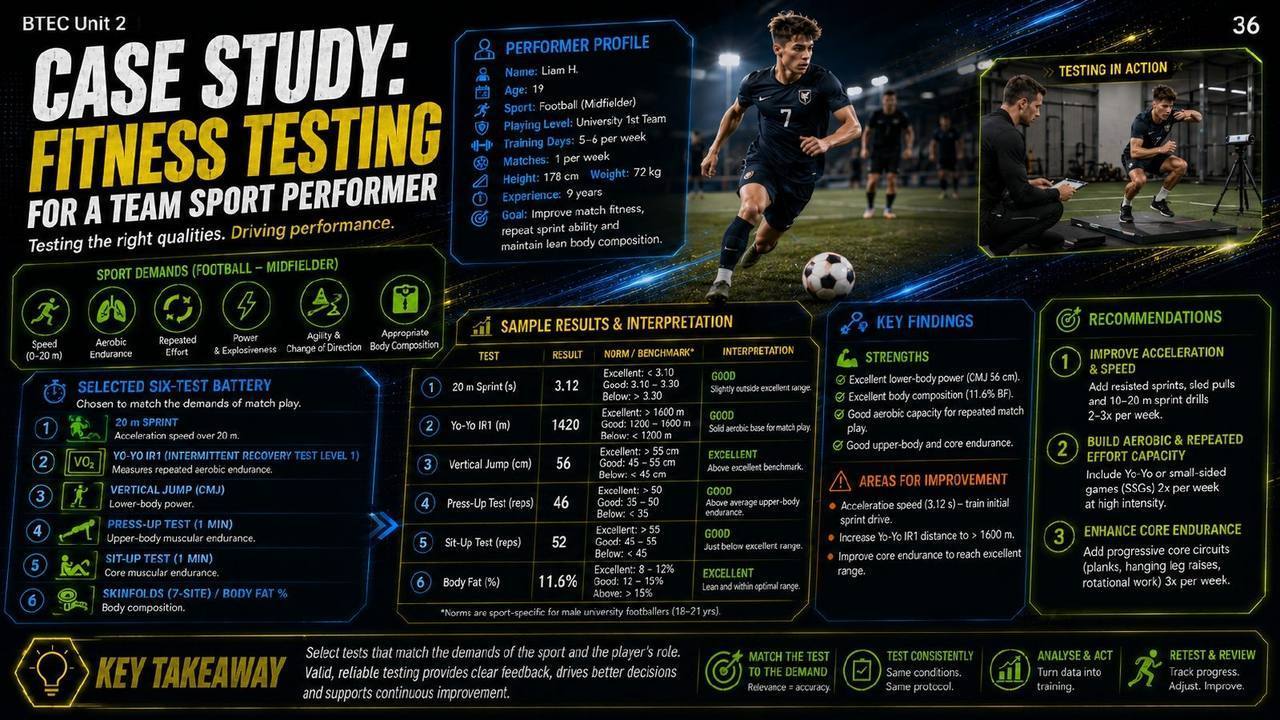 BTEC Unit 2
36
CASE STUDY:
FITNESS TESTING
FOR A TEAM SPORT PERFORMER
Testing the right qualities. Driving performance.
PERFORMER PROFILE
Name: Liam H.
Age: 19
Sport: Football (Midfielder)
Playing Level: University 1st Team
Training Days: 5–6 per week
Matches: 1 per week
Height: 178 cm Weight: 72 kg
Experience: 9 years
Goal: Improve match fitness,
repeat sprint ability and
maintain lean body composition.
7
TESTING IN ACTION
SPORT DEMANDS (FOOTBALL – MIDFIELDER)
Speed
(0–20 m)
Aerobic
Endurance
Repeated
Effort
Power
& Explosiveness
Agility &
Change of Direction
Appropriate
Body Composition
SELECTED SIX-TEST BATTERY
Chosen to match the demands of match play.
1
20 m SPRINT
Acceleration speed over 20 m.
2
VO₂
YO-YO IR1 (INTERMITTENT RECOVERY TEST LEVEL 1)
Measures repeated aerobic endurance.
3
VERTICAL JUMP (CMJ)
Lower-body power.
4
PRESS-UP TEST (1 MIN)
Upper-body muscular endurance.
5
SIT-UP TEST (1 MIN)
Core muscular endurance.
6
SKINFOLDS (7-SITE) / BODY FAT %
Body composition.
SAMPLE RESULTS & INTERPRETATION
TEST RESULT NORM / BENCHMARK* INTERPRETATION
1 20 m Sprint (s) 3.12
Excellent: < 3.10
Good: 3.10 – 3.30
Below: > 3.30
GOOD
Slightly outside excellent range.
2 Yo-Yo IR1 (m) 1420
Excellent: > 1600 m
Good: 1200 – 1600 m
Below: < 1200 m
GOOD
Solid aerobic base for match play.
3 Vertical Jump (cm) 56
Excellent: > 55 cm
Good: 45 – 55 cm
Below: < 45 cm
EXCELLENT
Above excellent benchmark.
4 Press-Up Test (reps) 46
Excellent: > 50
Good: 35 – 50
Below: < 35
GOOD
Above average upper-body
endurance.
5 Sit-Up Test (reps) 52
Excellent: > 55
Good: 45 – 55
Below: < 45
GOOD
Just below excellent range.
6 Body Fat (%) 11.6%
Excellent: 8 – 12%
Good: 12 – 15%
Above: > 15%
EXCELLENT
Lean and within optimal range.
*Norms are sport-specific for male university footballers (18–21 yrs).
KEY FINDINGS
STRENGTHS
Excellent lower-body power (CMJ 56 cm).
Excellent body composition (11.6% BF).
Good aerobic capacity for repeated match
play.
Good upper-body and core endurance.
AREAS FOR IMPROVEMENT
Acceleration speed (3.12 s) – train initial
sprint drive.
Increase Yo-Yo IR1 distance to > 1600 m.
Improve core endurance to reach excellent
range.
RECOMMENDATIONS
1
IMPROVE ACCELERATION
& SPEED
Add resisted sprints, sled pulls
and 10–20 m sprint drills
2–3x per week.
2
BUILD AEROBIC & REPEATED
EFFORT CAPACITY
Include Yo-Yo or small-sided
games (SSGs) 2x per week
at high intensity.
3
ENHANCE CORE ENDURANCE
Add progressive core circuits
(planks, hanging leg raises,
rotational work) 3x per week.
KEY TAKEAWAY
Select tests that match the demands of the sport and the player's role.
Valid, reliable testing provides clear feedback, drives better decisions
and supports continuous improvement.
MATCH THE TEST
TO THE DEMAND
Relevance = accuracy.
TEST CONSISTENTLY
Same conditions.
Same protocol.
ANALYSE & ACT
Turn data into
training.
RETEST & REVIEW
Track progress.
Adjust. Improve.